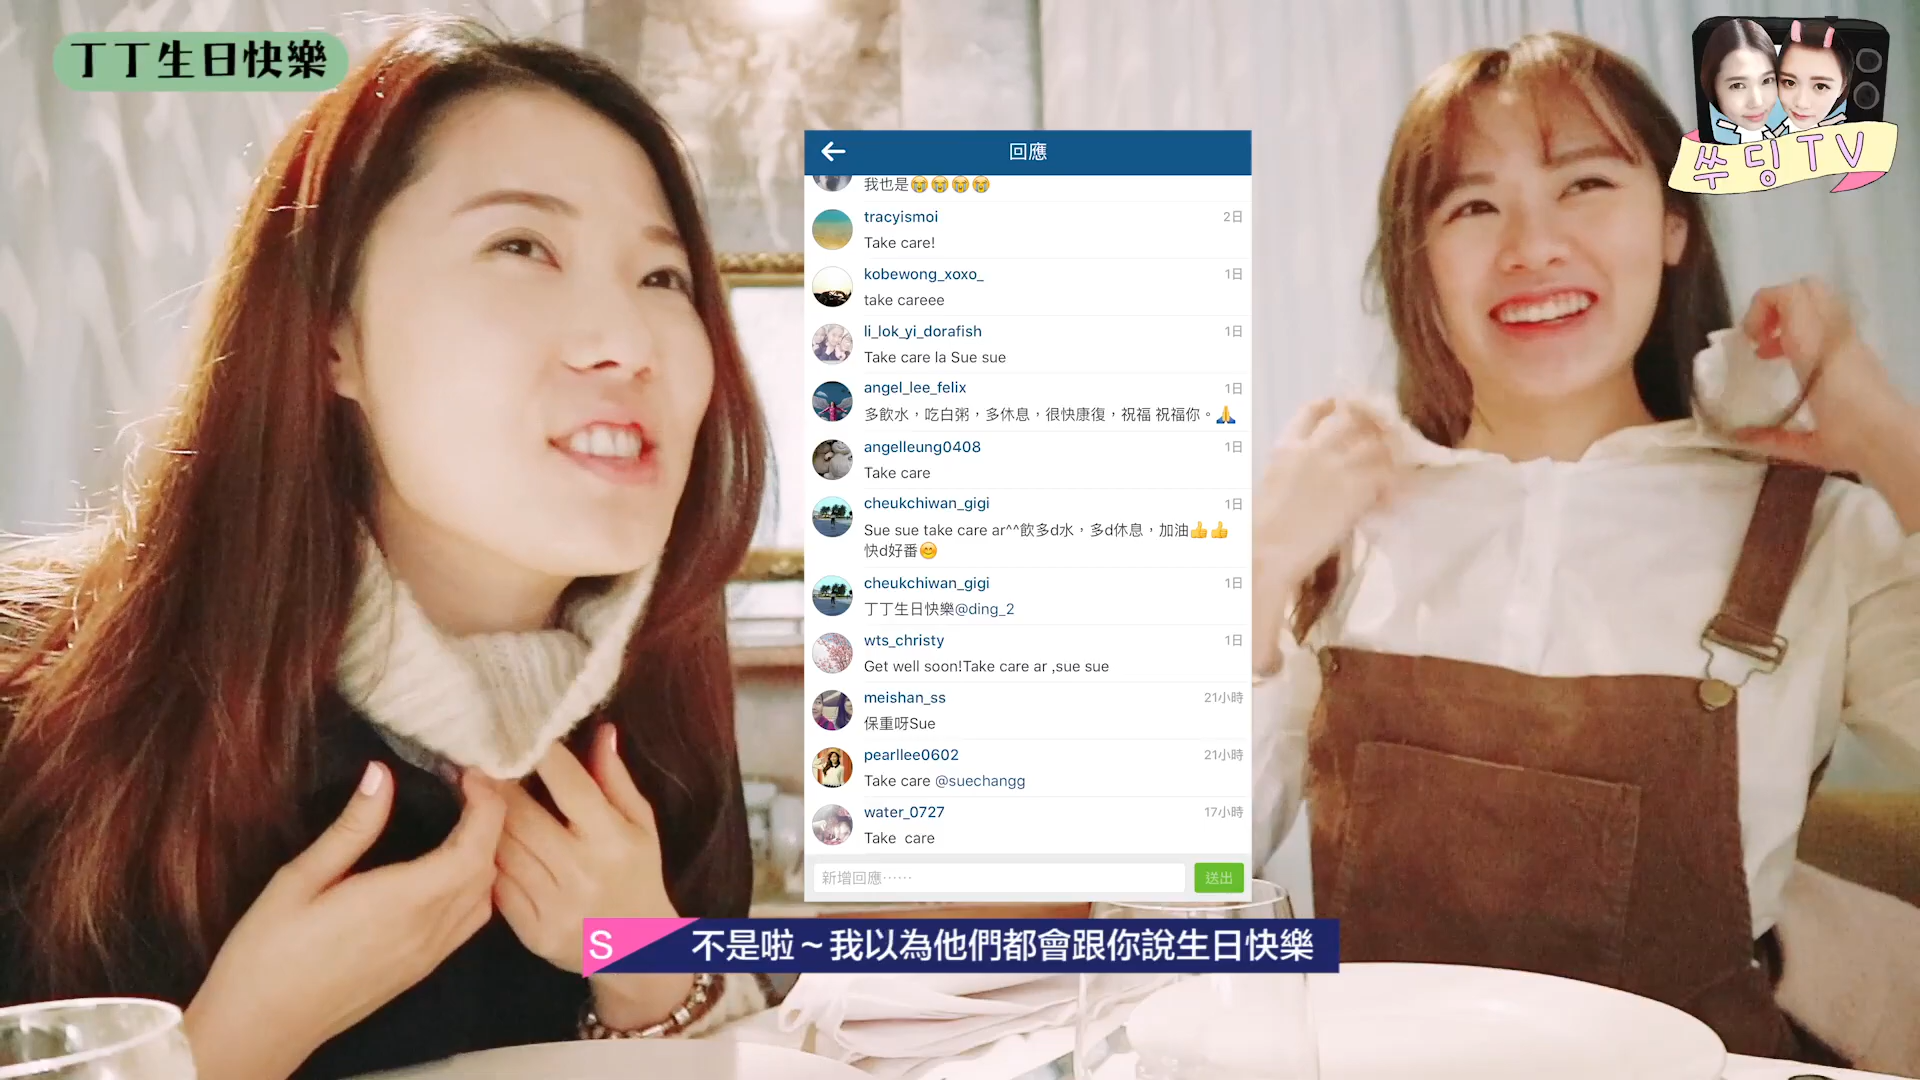 丁丁生日快樂
쑤딩TV
回應
我也是😭😭😭😭
tracyismoi 2日
Take care!
kobewong_xoxo_ 1日
take careee
li_lok_yi_dorafish 1日
Take care la Sue sue
angel_lee_felix 1日
多飲水，吃白粥，多休息，很快康復，祝福 祝福你。🙏
angelleung0408 1日
Take care
cheukchiwan_gigi 1日
Sue sue take care ar^^飲多d水，多d休息，加油👍👍
快d好番😊
cheukchiwan_gigi 1日
丁丁生日快樂@ding_2
wts_christy 1日
Get well soon!Take care ar ,sue sue
meishan_ss 21小時
保重呀Sue
pearllee0602 21小時
Take care @suechangg
water_0727 17小時
Take  care
新增回應⋯⋯ 送出
S 不是啦～我以為他們都會跟你說生日快樂